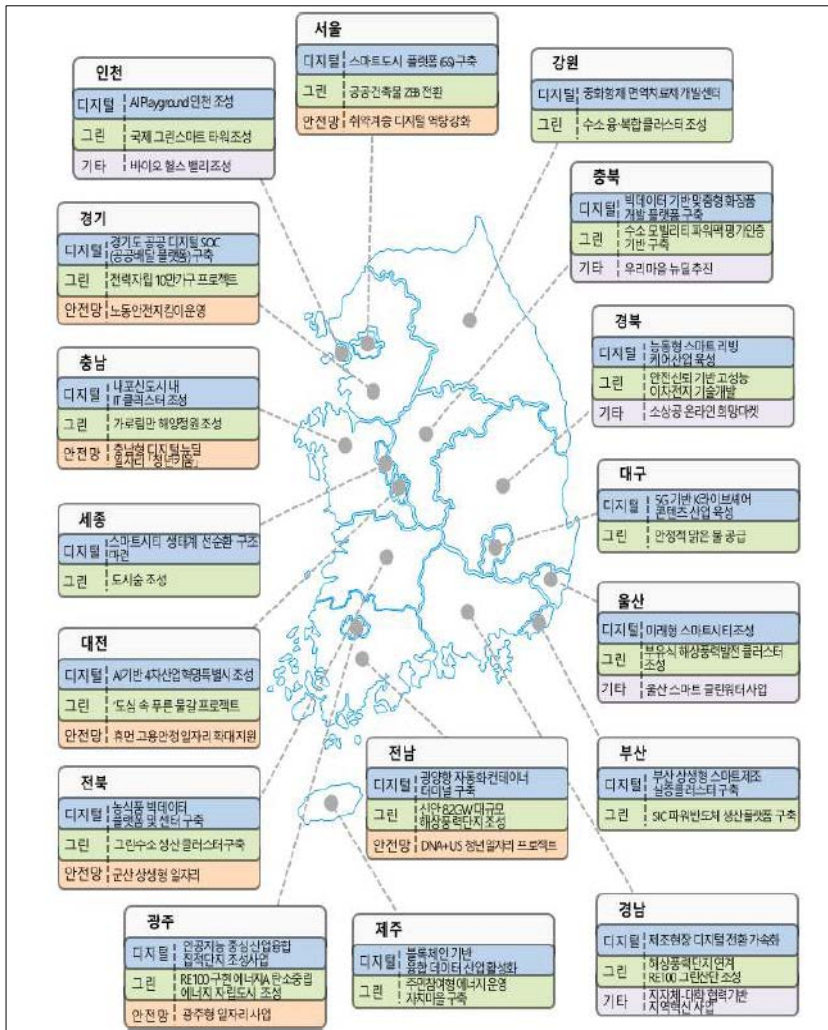 서울
디지털 스마트도시 플랫폼 (S5) 구축
그린 공공건축물 ZEB 전환
안전망 취약계층 디지털 역량 강화
인천
디지털 AI Playground 인천 조성
그린 국제 그린스마트 타워 조성
기타 바이오 헬스 밸리 조성
강원
디지털 중화항체 면역치료제 개발센터
그린 수소 융·복합 클러스터 조성
충북
디지털 빅데이터 기반 맞춤형 화장품
개발 플랫폼 구축
그린 수소 모빌리티 파워팩 평가인증
기반 구축
기타 우리마을 뉴딜 추진
경기
디지털 경기도 공공 디지털 SOC
(공공배달 플랫폼) 구축
그린 전력자립 10만가구 프로젝트
안전망 노동안전지킴이 운영
경북
디지털 능동형 스마트 리빙
케어산업 육성
그린 안전 신뢰 기반 고성능
이차전지 기술개발
기타 소상공 온라인 희망마켓
충남
디지털 내포신도시 내
IT 클러스터 조성
그린 가로림만 해양정원 조성
안전망 충남형 디지털 뉴딜
일자리 「청년키움」
대구
디지털 5G 기반 K라이브셰어
콘텐츠 산업 육성
그린 안정적 맑은 물 공급
세종
디지털 스마트시티 생태계 선순환 구조
마련
그린 도시숲 조성
울산
디지털 미래형 스마트시티 조성
그린 부유식 해상풍력발전 클러스터
조성
기타 울산 스마트 클린워터 사업
대전
디지털 AI기반 4차산업혁명특별시 조성
그린 '도심 속 푸른 물길 프로젝트
안전망 휴먼 고용안정 일자리 확대 지원
전남
디지털 광양항 자동화 컨테이너
터미널 구축
그린 신안 8.2GW 대규모
해상풍력단지 조성
안전망 DNA+US 청년 일자리 프로젝트
부산
디지털 부산 상생형 스마트제조
실증클러스터 구축
그린 SIC 파워반도체 생산플랫폼 구축
전북
디지털 농식품 빅데이터
플랫폼 및 센터 구축
그린 그린수소 생산 클러스터 구축
안전망 군산 상생형 일자리
광주
디지털 인공지능 중심 산업융합
집적단지 조성사업
그린 RE100 구현 에너지AI 탄소중립
에너지 자립도시 조성
안전망 광주형 일자리 사업
제주
디지털 블록체인 기반
융합 데이터 산업 활성화
그린 주민참여형 에너지 운영
자치마을 구축
경남
디지털 제조현장 디지털 전환 가속화
그린 해상풍력단지 연계
RE100 그린산단 조성
기타 지자체-대학 협력기반
지역혁신 사업